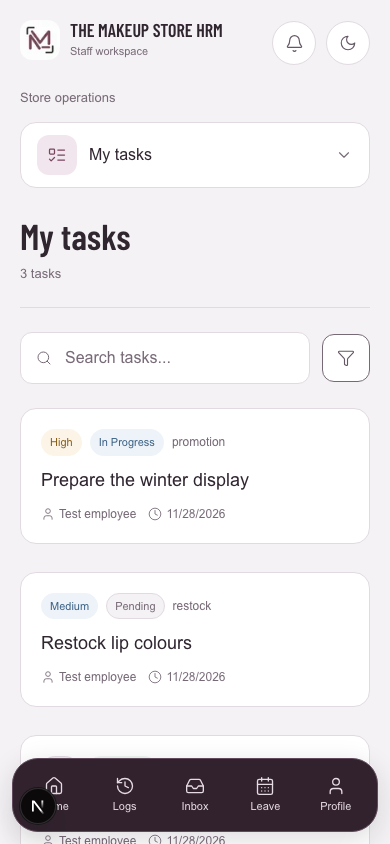 THE MAKEUP STORE HRM
Staff workspace
Store operations
My tasks
My tasks
3 tasks
Search tasks...
High In Progress promotion
Prepare the winter display
Test employee 11/28/2026
Medium Pending restock
Restock lip colours
Test employee 11/28/2026
Logs Inbox Leave Profile
N
Test employee 11/28/2026